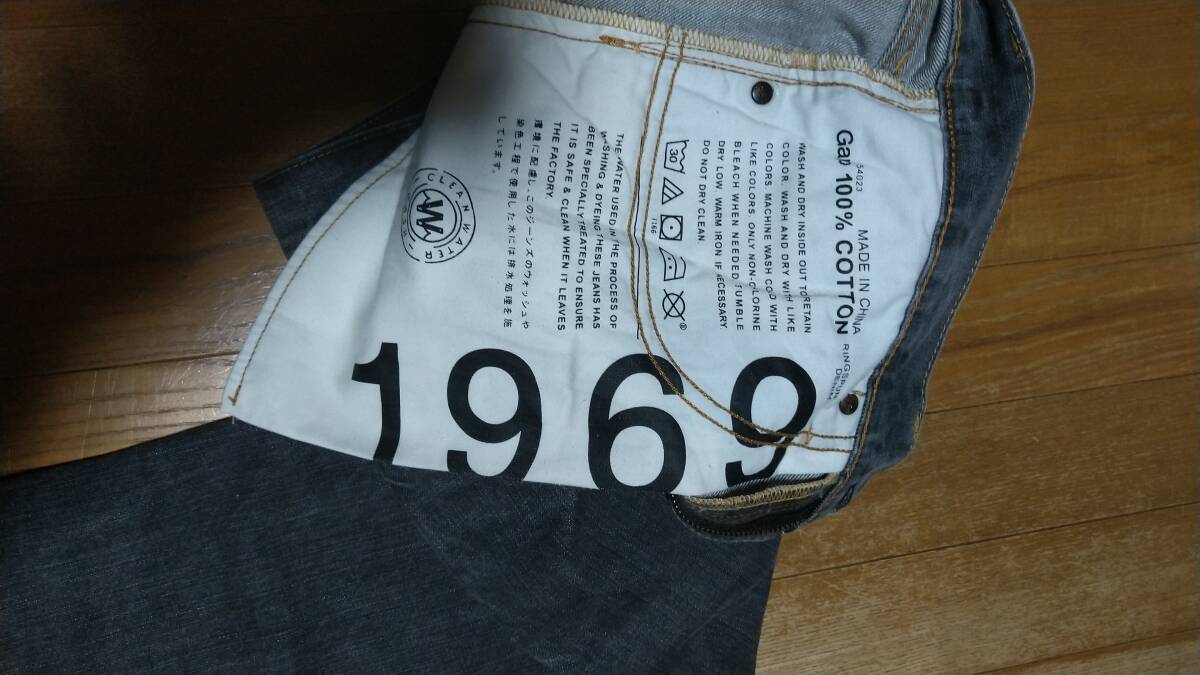 54023
MADE IN CHINA
Gap 100% COTTON
RINGSPUN
DENIM
WASH AND DRY INSIDE OUT TO RETAIN
COLOR. WASH AND DRY WITH LIKE
COLORS. MACHINE WASH COLD WITH
LIKE COLORS. ONLY NON-CHLORINE
BLEACH WHEN NEEDED. TUMBLE
DRY LOW. WARM IRON IF NECESSARY.
DO NOT DRY CLEAN
30
®
1166
THE WATER USED IN THE PROCESS OF
WASHING & DYEING THESE JEANS HAS
BEEN SPECIALLY TREATED TO ENSURE
IT IS SAFE & CLEAN WHEN IT LEAVES
THE FACTORY.
環境に配慮し、このジーンズのウォッシュや
染色工程で使用した水には排水処理を施
しています。
CLEAN WATER
W
1969